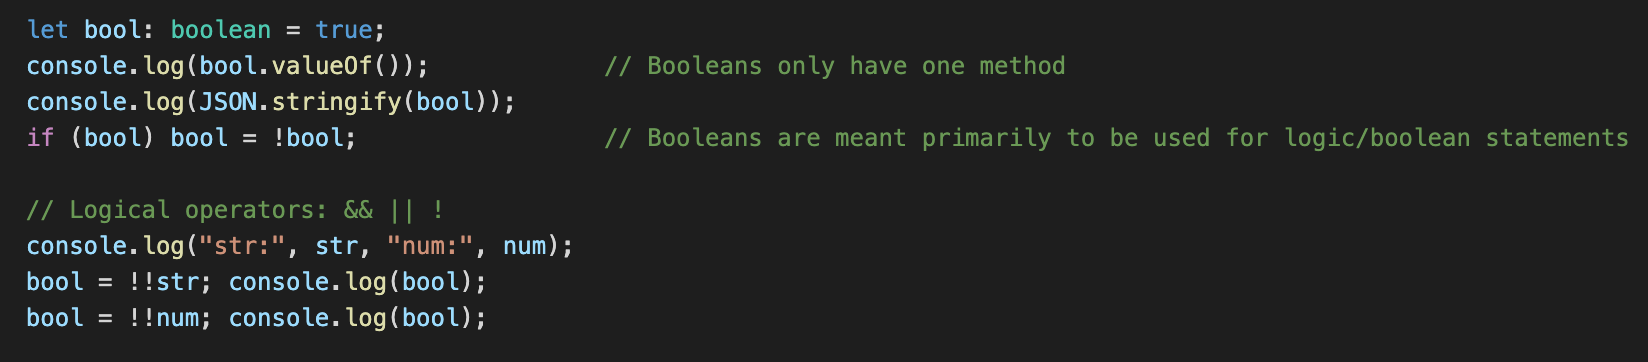 let bool: boolean = true;
console.log(bool.valueOf());            // Booleans only have one method
console.log(JSON.stringify(bool));
if (bool) bool = !bool;                 // Booleans are meant primarily to be used for logic/boolean statements
// Logical operators: && || !
console.log("str:", str, "num:", num);
bool = !!str; console.log(bool);
bool = !!num; console.log(bool);